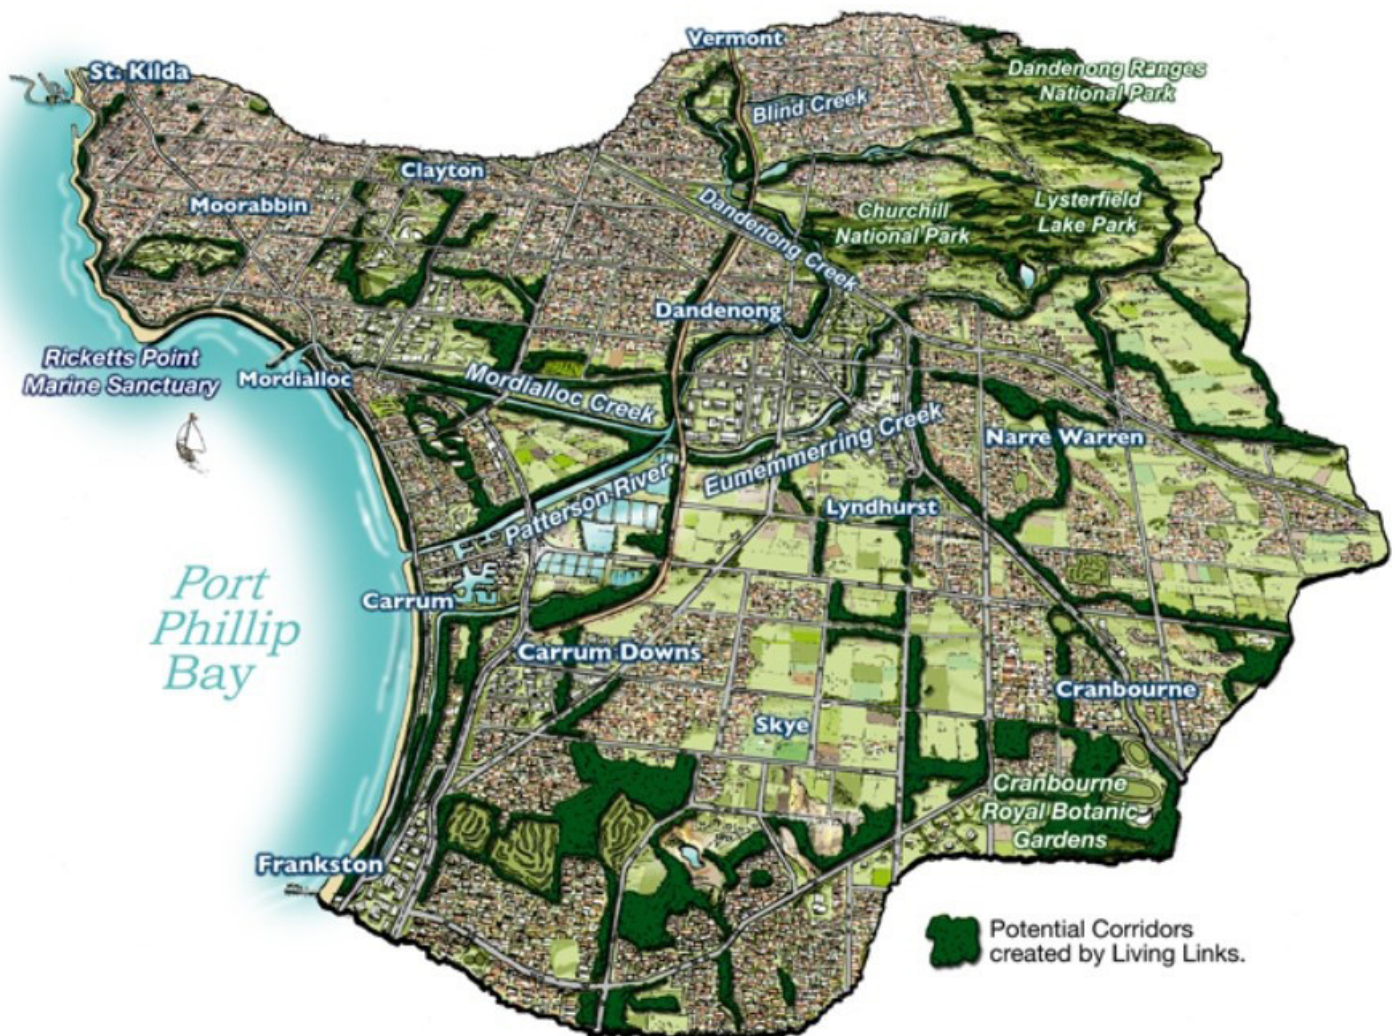 Vermont
St. Kilda
Dandenong Ranges
National Park
Blind Creek
Clayton
Moorabbin
Dandenong Creek
Churchill
National Park
Lysterfield
Lake Park
Dandenong
Ricketts Point
Marine Sanctuary
Mordialloc
Mordialloc Creek
Eumemmerring Creek
Narre Warren
Patterson River
Lyndhurst
Port
Phillip
Bay
Carrum
Carrum Downs
Cranbourne
Skye
Cranbourne
Royal Botanic
Gardens
Frankston
Potential Corridors
created by Living Links.